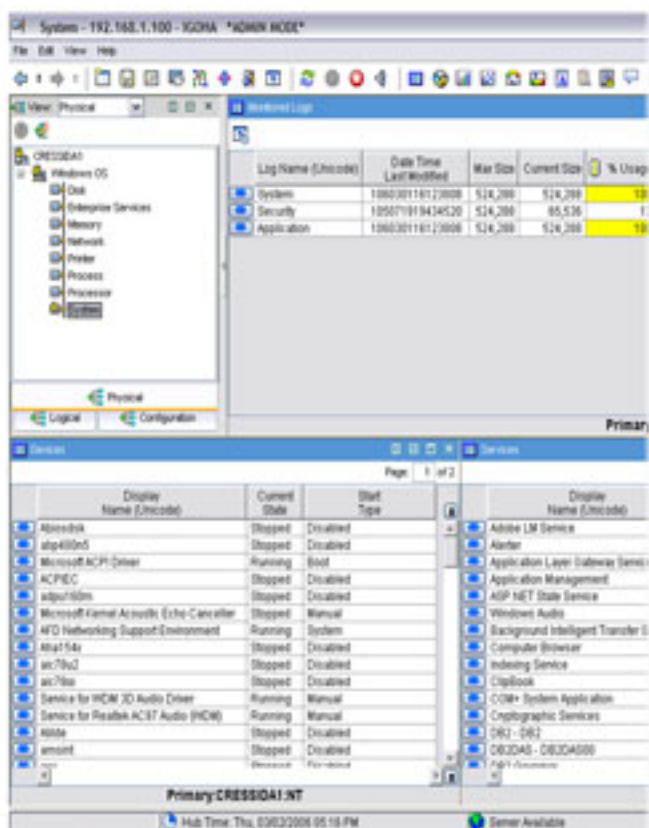 System - 192.168.1.100 - IGOHA *ADMIN MODE*
File Edit View Help
View: Physical
Monitored Logs
CRESSIDA1
Windows OS
Disk
Enterprise Services
Memory
Network
Printer
Process
Processor
System
Physical
Logical Configuration
Log Name (Unicode) Date Time Last Modified Max Size Current Size % Usag
System 524,288 524,288
Security 524,288 65,536
Application 524,288 524,288
Primary:
Devices
Page: 1 of 2
Display Name (Unicode) Current State Start Type
Abiosdsk Stopped Disabled
abp480n5 Stopped Disabled
Microsoft ACPI Driver Running Boot
ACPIEC Stopped Disabled
adpu160m Stopped Disabled
Microsoft Kernel Acoustic Echo Canceller Stopped Manual
AFD Networking Support Environment Running System
Aha154x Stopped Disabled
aic78u2 Stopped Disabled
aic78xx Stopped Disabled
Service for WDM 3D Audio Driver Running Manual
Service for Realtek AC97 Audio (WDM) Running Manual
AliIde Stopped Disabled
amsint Stopped Disabled
Primary:CRESSIDA1:NT
Services
Display Name (Unicode)
Adobe LM Service
Alerter
Application Layer Gateway Servic
Application Management
ASP.NET State Service
Windows Audio
Background Intelligent Transfer S
Computer Browser
Indexing Service
ClipBook
COM+ System Application
Cryptographic Services
DB2 - DB2
DB2DAS - DB2DAS00
Hub Time: Thu, 03/02/2006 05:18 PM
Server Available